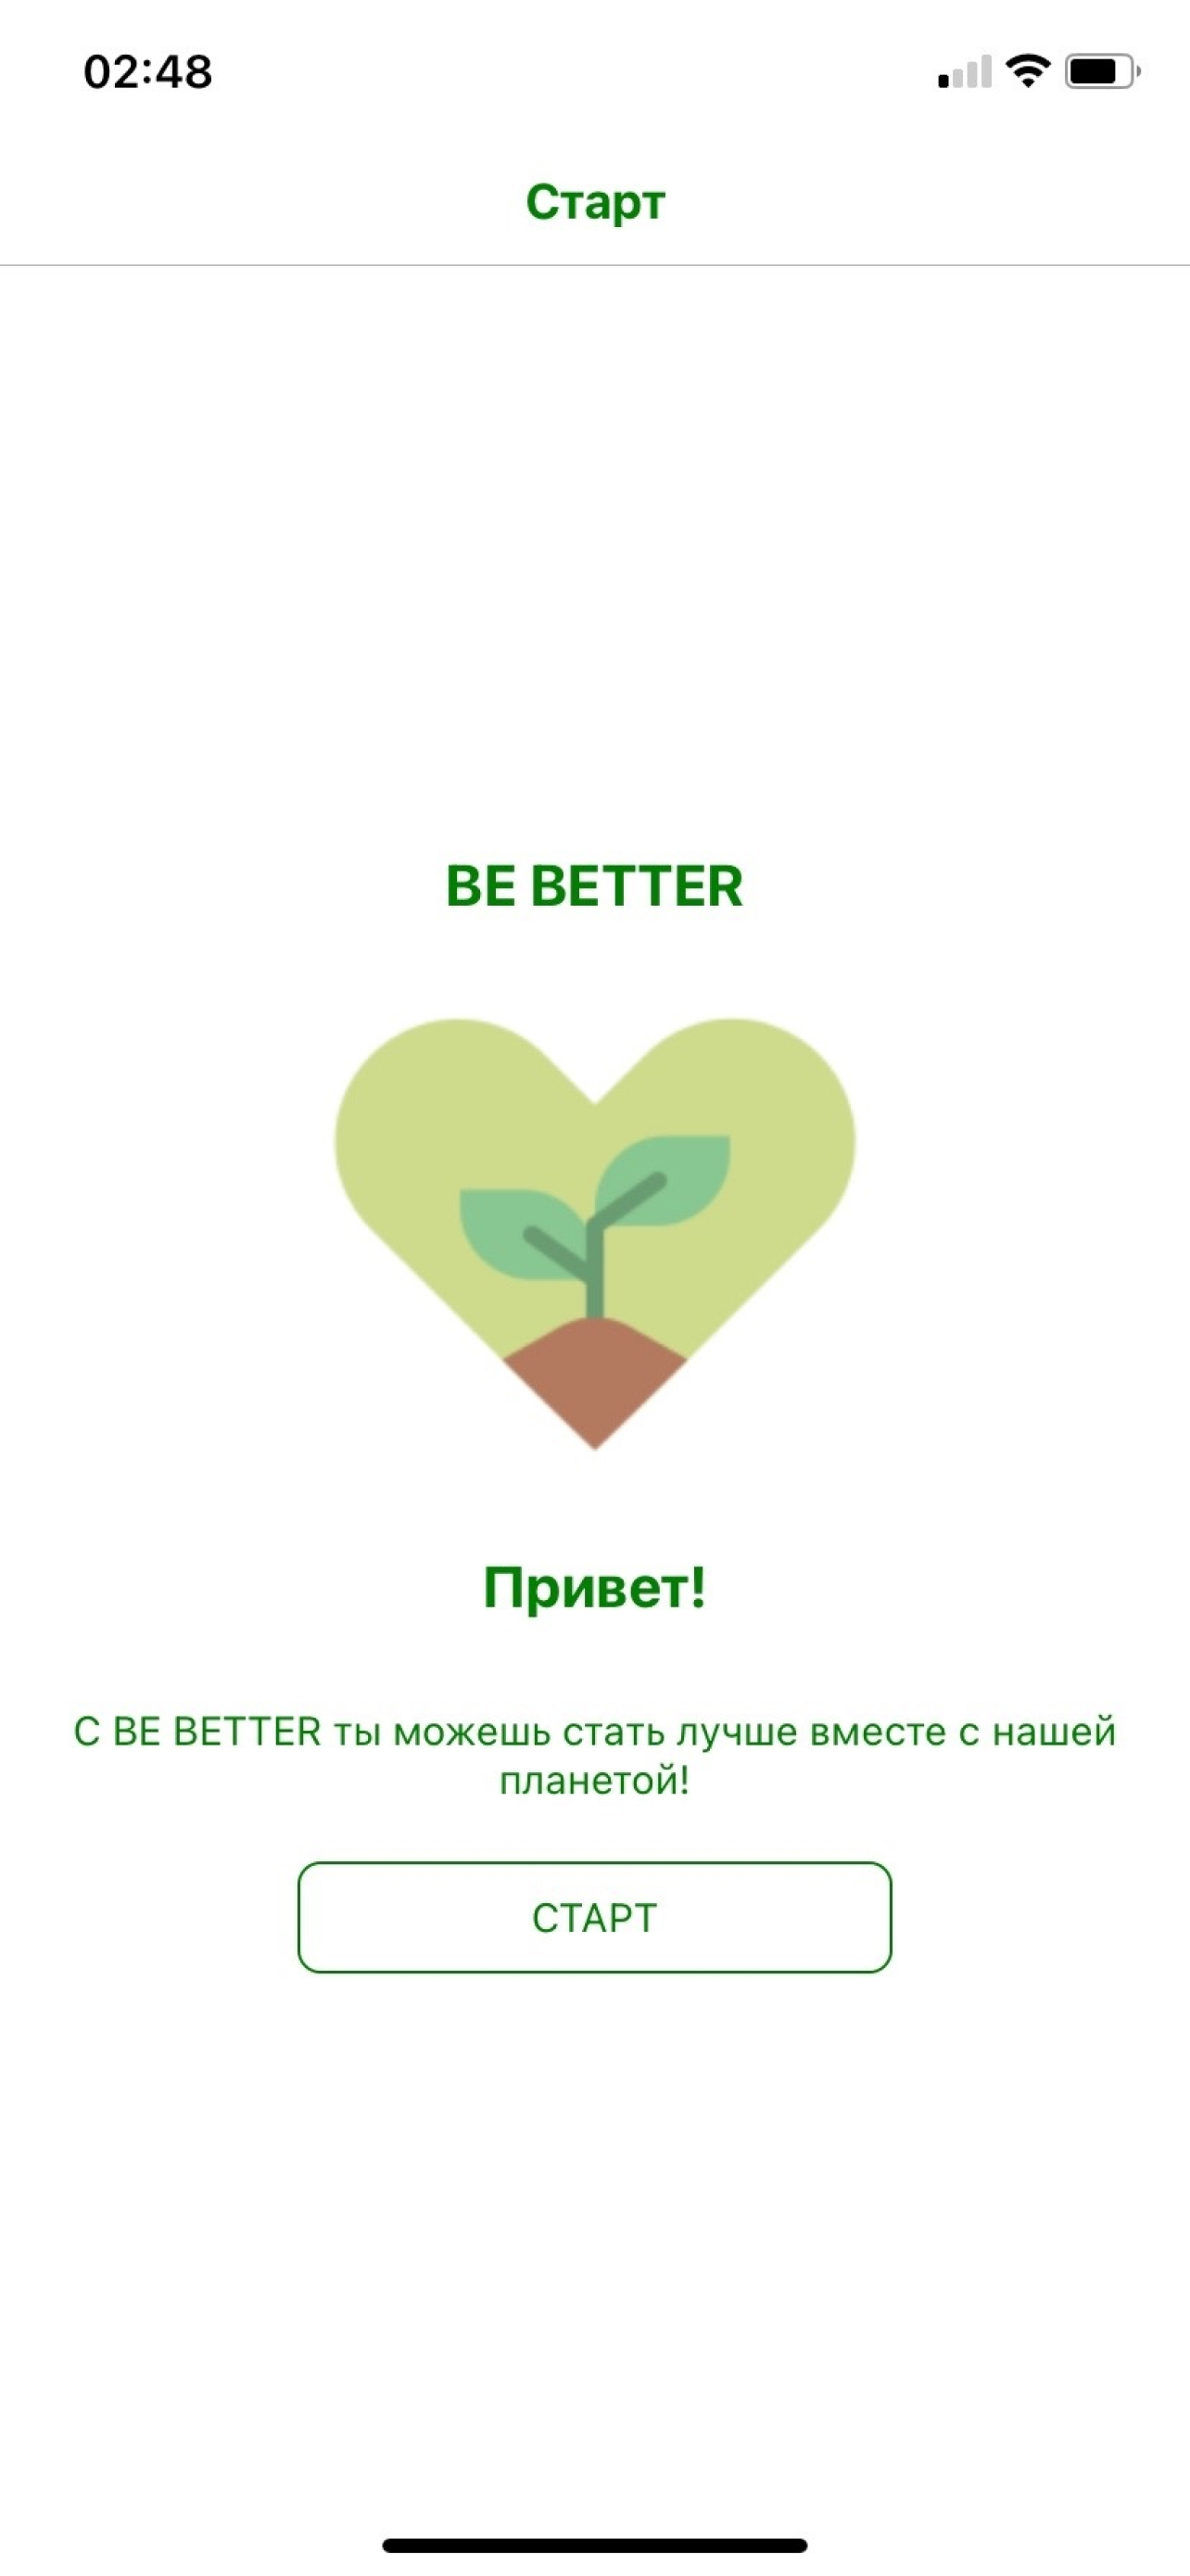 02:48
Старт
BE BETTER
Привет!
С BE BETTER ты можешь стать лучше вместе с нашей
планетой!
СТАРТ